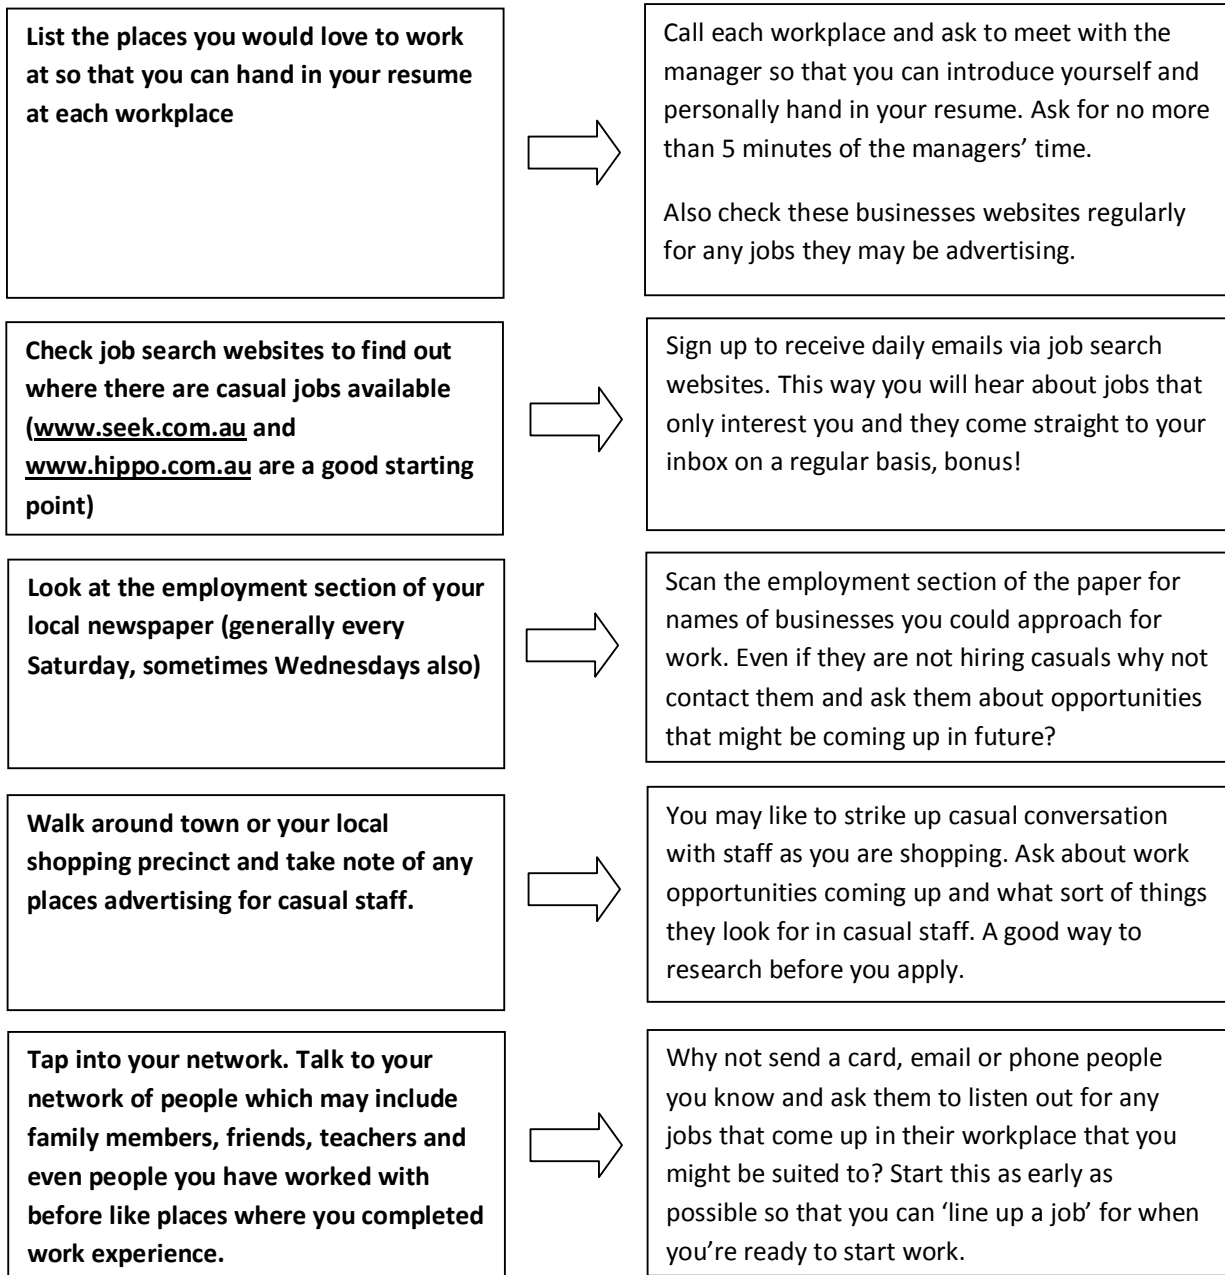 List the places you would love to work
at so that you can hand in your resume
at each workplace
Call each workplace and ask to meet with the
manager so that you can introduce yourself and
personally hand in your resume. Ask for no more
than 5 minutes of the managers’ time.
Also check these businesses websites regularly
for any jobs they may be advertising.
Check job search websites to find out
where there are casual jobs available
(www.seek.com.au and
www.hippo.com.au are a good starting
point)
Sign up to receive daily emails via job search
websites. This way you will hear about jobs that
only interest you and they come straight to your
inbox on a regular basis, bonus!
Look at the employment section of your
local newspaper (generally every
Saturday, sometimes Wednesdays also)
Scan the employment section of the paper for
names of businesses you could approach for
work. Even if they are not hiring casuals why not
contact them and ask them about opportunities
that might be coming up in future?
Walk around town or your local
shopping precinct and take note of any
places advertising for casual staff.
You may like to strike up casual conversation
with staff as you are shopping. Ask about work
opportunities coming up and what sort of things
they look for in casual staff. A good way to
research before you apply.
Tap into your network. Talk to your
network of people which may include
family members, friends, teachers and
even people you have worked with
before like places where you completed
work experience.
Why not send a card, email or phone people
you know and ask them to listen out for any
jobs that come up in their workplace that you
might be suited to? Start this as early as
possible so that you can ‘line up a job’ for when
you’re ready to start work.